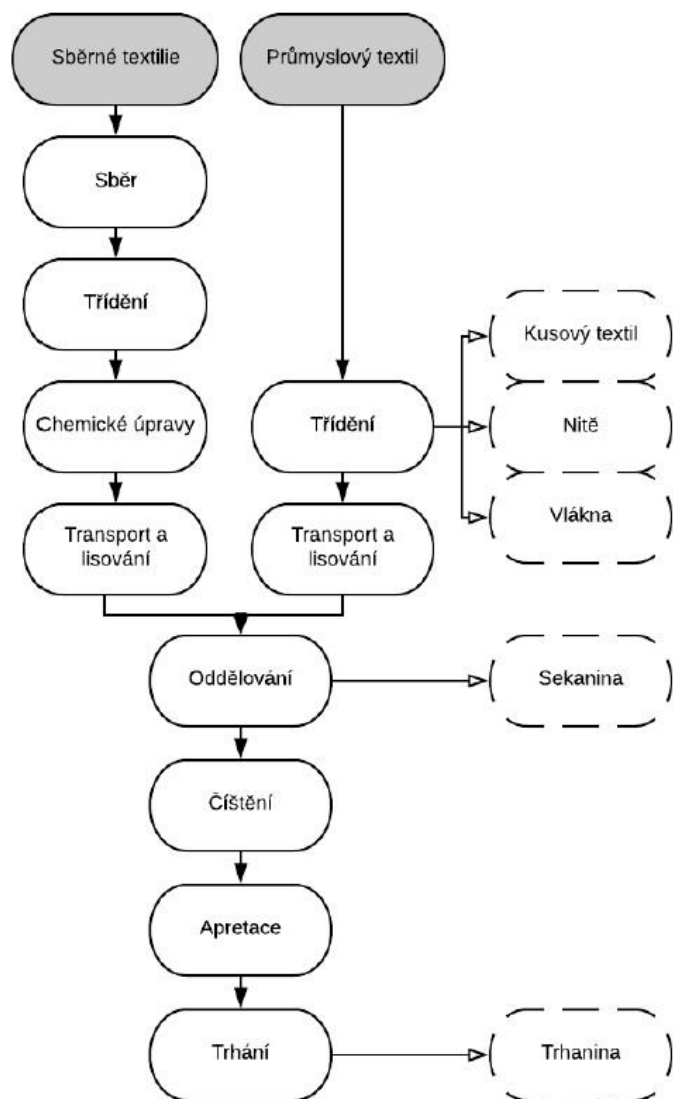 Sběrné textilie
Průmyslový textil
Sběr
Třídění
Kusový textil
Chemické úpravy
Třídění
Nitě
Vlákna
Transport a
lisování
Transport a
lisování
Oddělování
Sekanina
Číštění
Apretace
Trhání
Trhanina